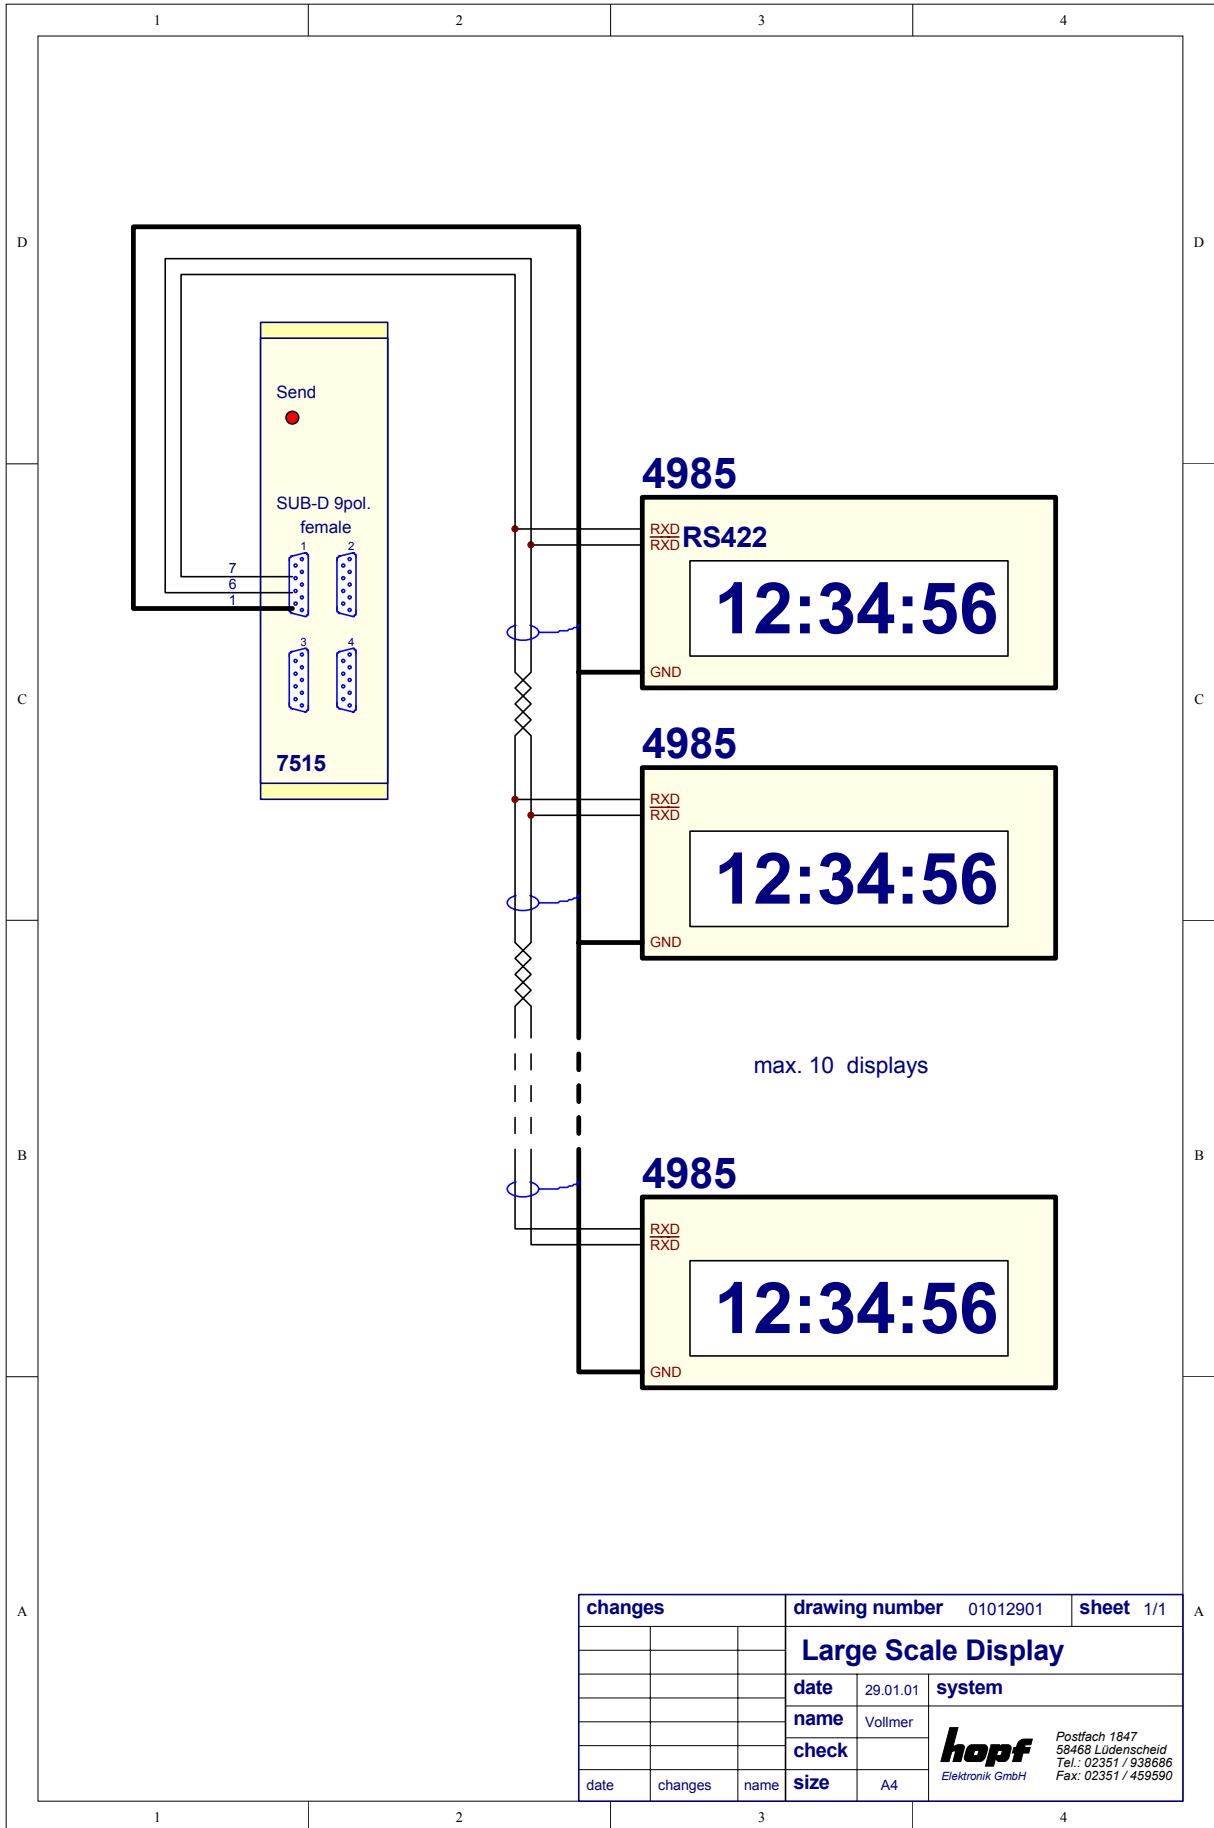 1 2 3 4
D D
Send
4985
SUB-D 9pol.
female
RXD
RXD
RS422
1 2
7
6
1
12:34:56
3 4
GND
C C
4985
7515
RXD
RXD
12:34:56
GND
max. 10 displays
B B
4985
RXD
RXD
12:34:56
GND
A A
changes drawing number 01012901 sheet 1/1
Large Scale Display
date 29.01.01 system
name Vollmer
check
date changes name size A4
hopf
Elektronik GmbH
Postfach 1847
58468 Lüdenscheid
Tel.: 02351 / 938686
Fax: 02351 / 459590
1 2 3 4